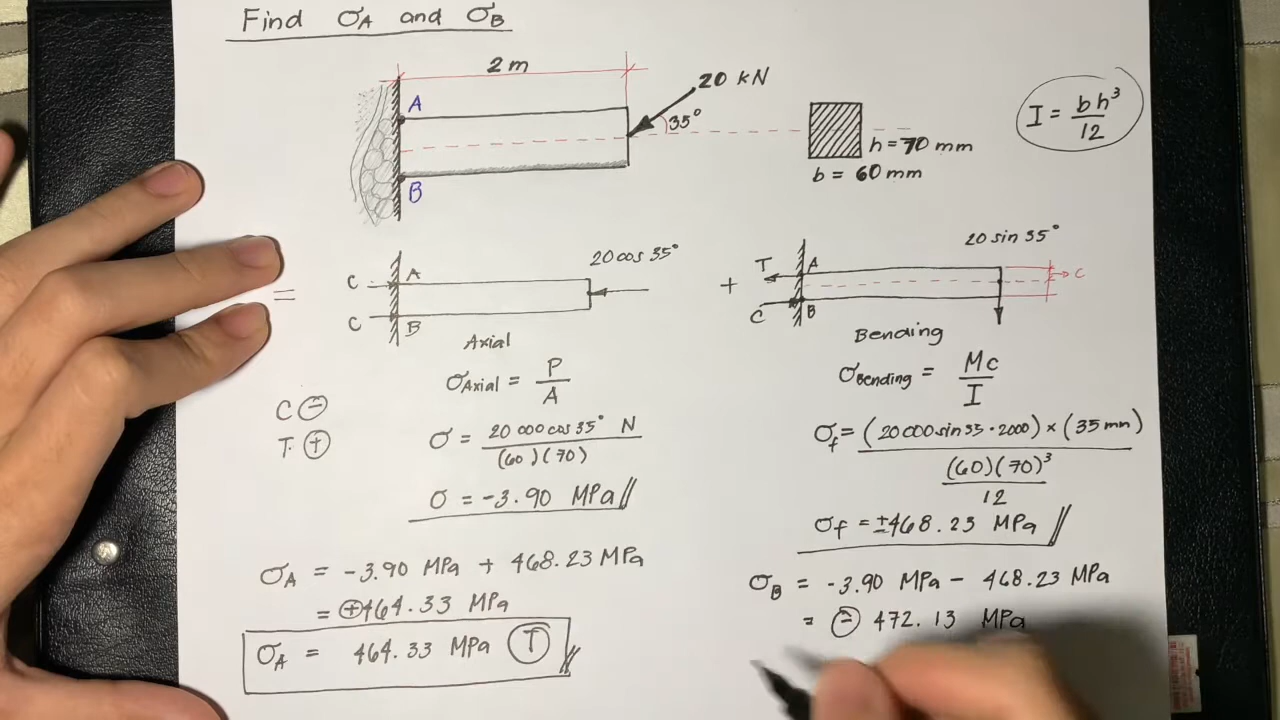 Find σA and σB
2 m
20 kN
35°
A
B
h = 70 mm
b = 60 mm
I = bh³/12
=
C
C
A
B
20 cos 35°
Axial
+
T
C
A
B
20 sin 35°
C
Bending
σAxial = P/A
σBending = Mc/I
C ⊖
T. ⊕
σ = 20 000 cos 35° N / (60)(70)
σ = -3.90 MPa //
σf = (20 000 sin 35 · 2000) × (35 mm) / (60)(70)³/12
σf = ±468.23 MPa //
σA = -3.90 MPa + 468.23 MPa
= ⊕464.33 MPa
σA = 464.33 MPa Ⓣ //
σB = -3.90 MPa - 468.23 MPa
= ⊖ 472.13 MPa